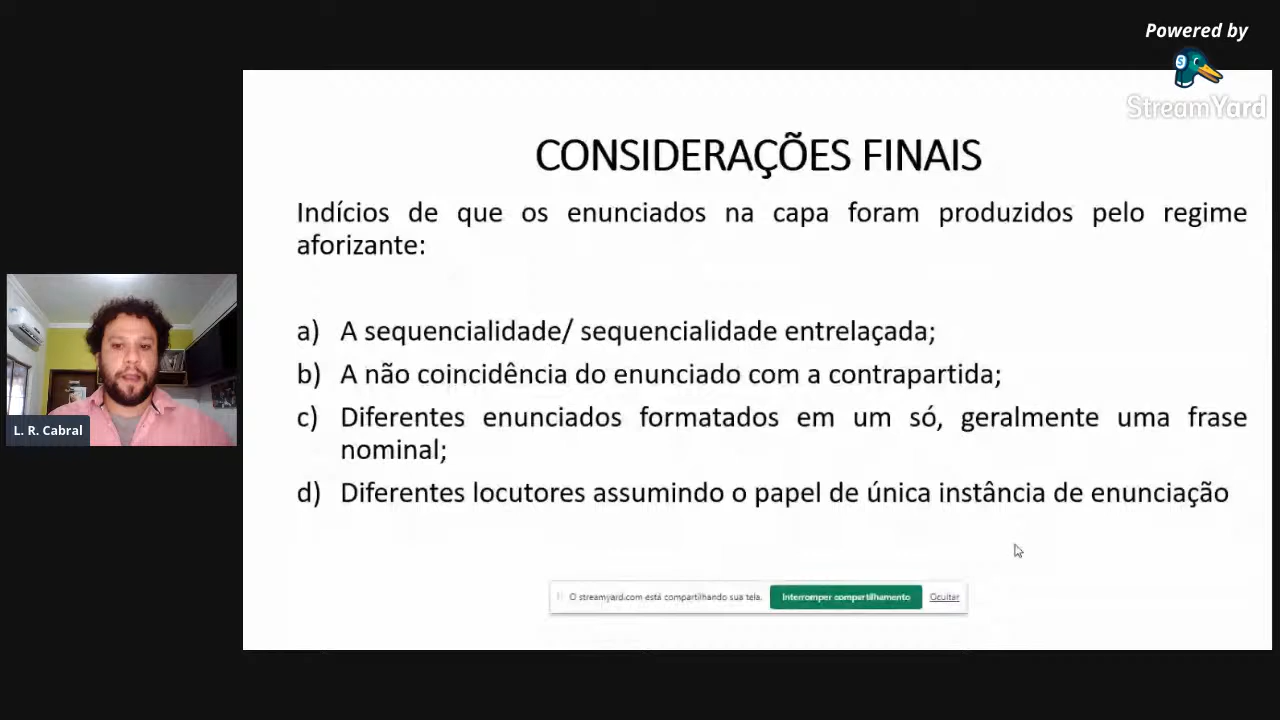 Powered by
StreamYard
CONSIDERAÇÕES FINAIS
Indícios de que os enunciados na capa foram produzidos pelo regime
aforizante:
a) A sequencialidade/ sequencialidade entrelaçada;
b) A não coincidência do enunciado com a contrapartida;
c) Diferentes enunciados formatados em um só, geralmente uma frase
nominal;
d) Diferentes locutores assumindo o papel de única instância de enunciação
L. R. Cabral
O streamyard.com está compartilhando sua tela. Interromper compartilhamento Ocultar